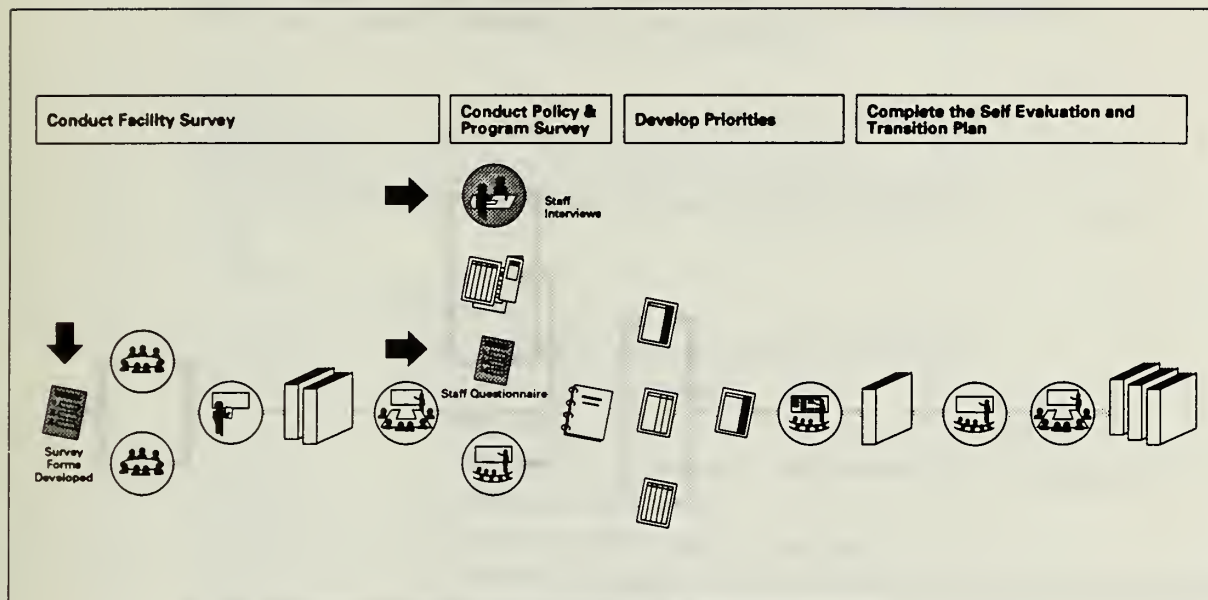 Conduct Facility Survey
Conduct Policy &
Program Survey
Develop Priorities
Complete the Self Evaluation and
Transition Plan
Staff
Interviews
Staff Questionnaire
Survey
Forms
Developed